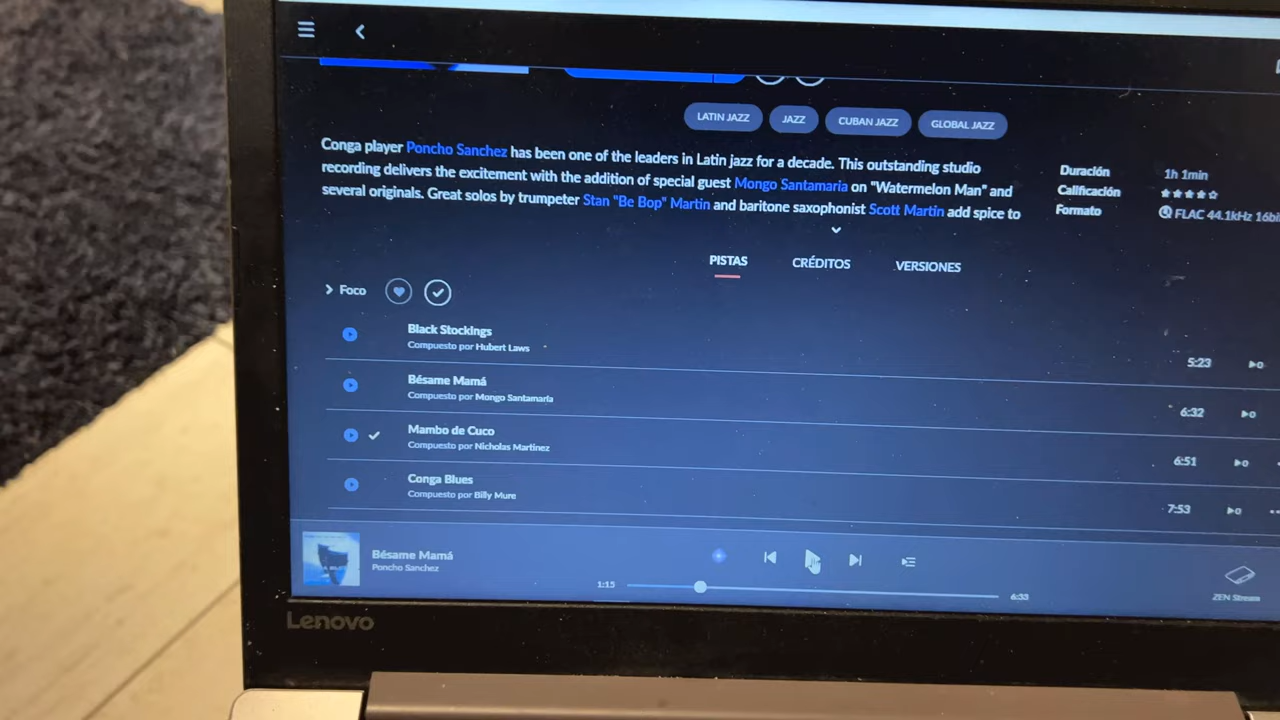 LATIN JAZZ JAZZ CUBAN JAZZ GLOBAL JAZZ
Conga player Poncho Sanchez has been one of the leaders in Latin jazz for a decade. This outstanding studio
recording delivers the excitement with the addition of special guest Mongo Santamaria on "Watermelon Man" and
several originals. Great solos by trumpeter Stan "Be Bop" Martin and baritone saxophonist Scott Martin add spice to
Duración 1h 1min
Calificación
Formato FLAC 44.1kHz 16bi
PISTAS CRÉDITOS VERSIONES
Foco
Black Stockings
Compuesto por Hubert Laws
5:23
Bésame Mamá
Compuesto por Mongo Santamaria
6:32
Mambo de Cuco
Compuesto por Nicholas Martinez
6:51
Conga Blues
Compuesto por Billy Mure
7:53
Bésame Mamá
Poncho Sanchez
1:15
6:33
ZEN Stream
Lenovo